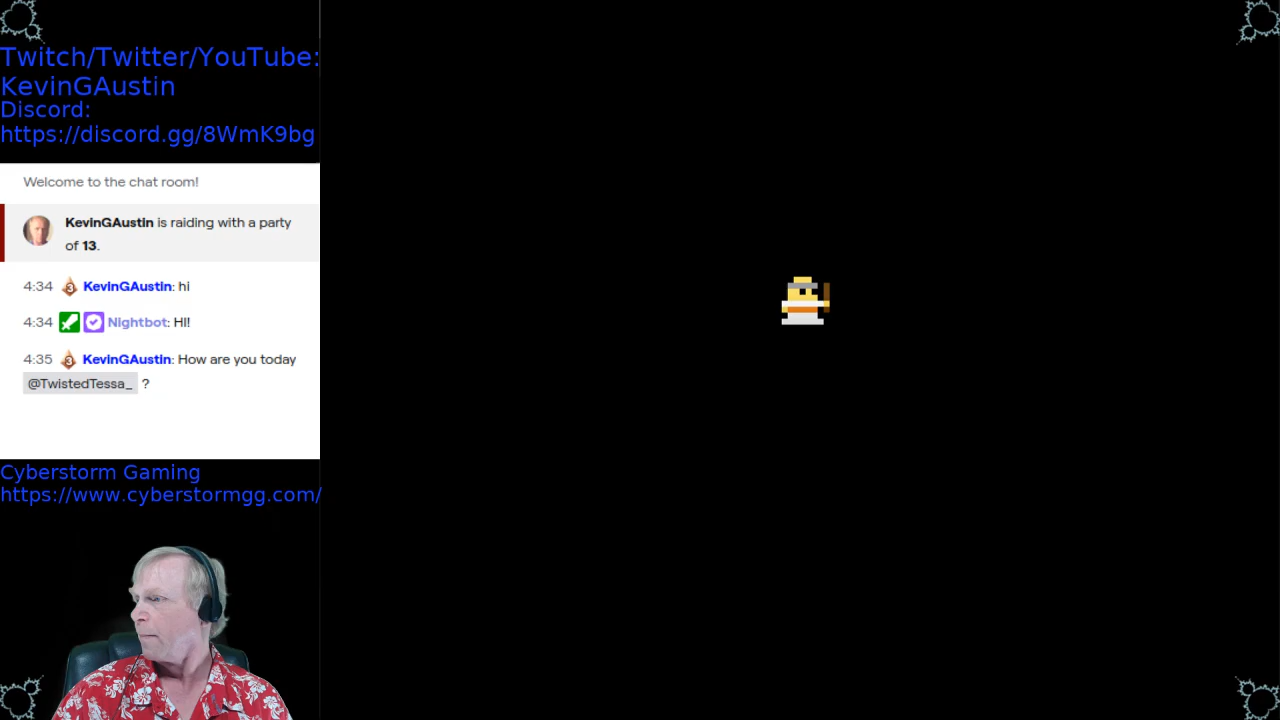 Twitch/Twitter/YouTube:
KevinGAustin
Discord:
https://discord.gg/8WmK9bg
Welcome to the chat room!
KevinGAustin is raiding with a party
of 13.
4:34 3 KevinGAustin: hi
4:34 Nightbot: HI!
4:35 3 KevinGAustin: How are you today
@TwistedTessa_ ?
Cyberstorm Gaming
https://www.cyberstormgg.com/